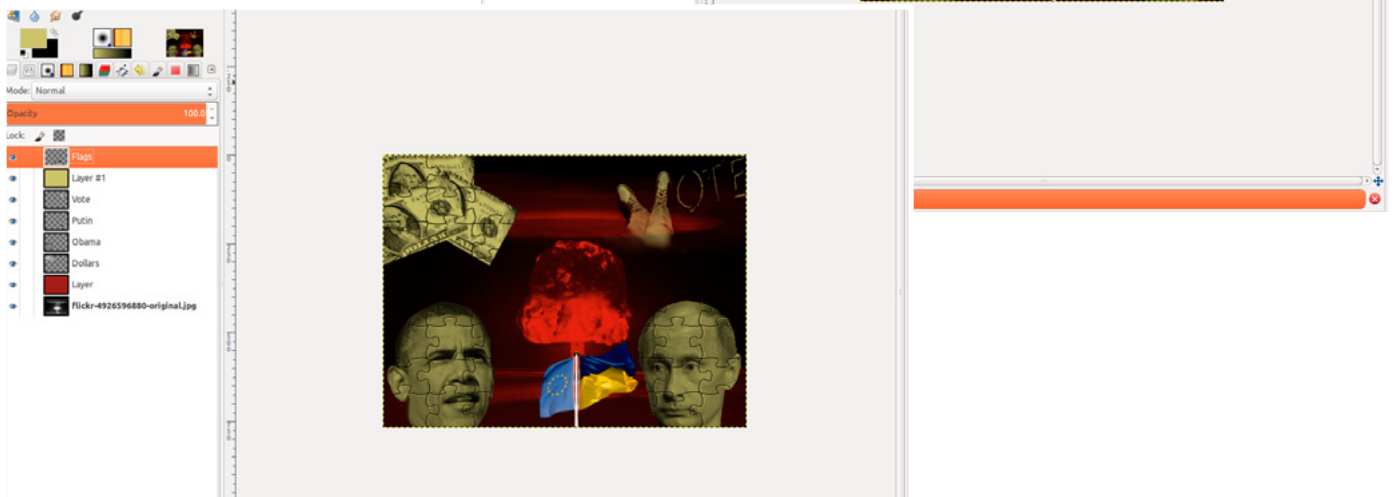 Mode: Normal
Opacity 100.0
Lock:
Flags
Layer #1
Vote
Putin
Obama
Dollars
Layer
flickr-4926596880-original.jpg
VOTE